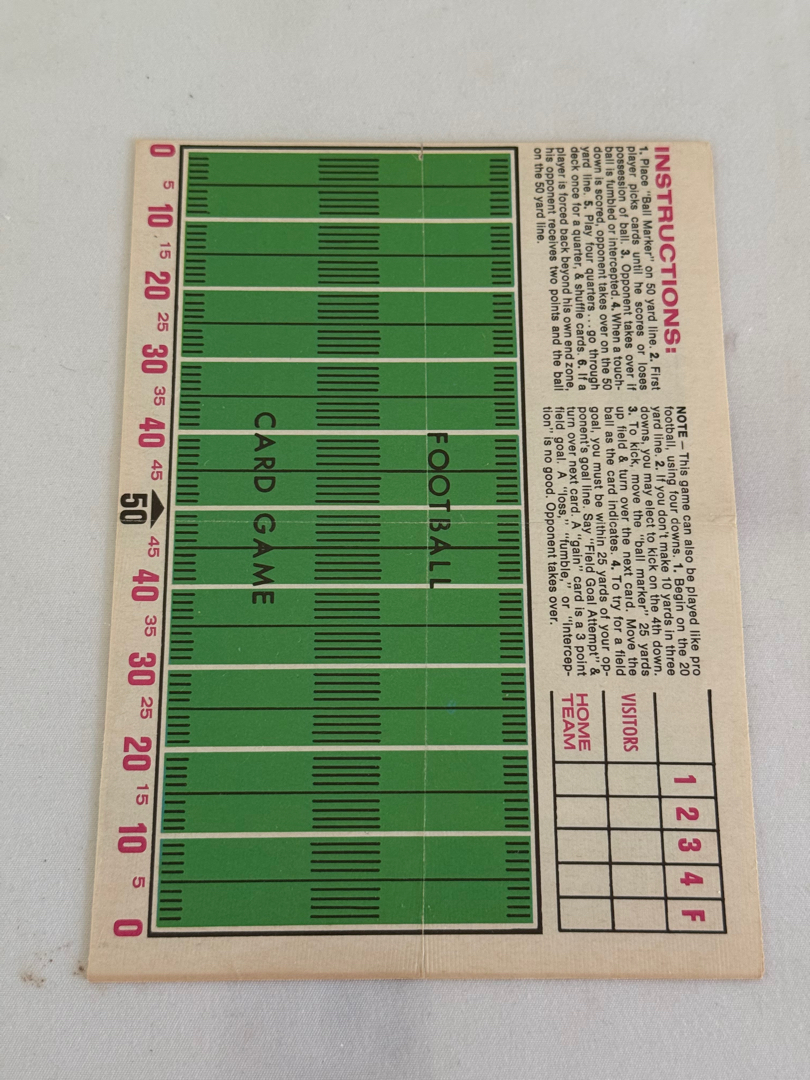 INSTRUCTIONS:
1. Place "Ball Marker" on 50 yard line. 2. First
player picks cards until he scores or loses
possession of ball. 3. Opponent takes over if
ball is fumbled or intercepted. 4. When a touch-
down is scored, opponent takes over on the 50
yard line. 5. Play four quarters... go through
deck once for a quarter, & shuffle cards. 6. If a
player is forced back beyond his own end zone,
his opponent receives two points and the ball
on the 50 yard line.
NOTE — This game can also be played like pro
football, using four downs. 1. Begin on the 20
yard line. 2. If you don't make 10 yards in three
downs, you may elect to kick on the 4th down.
3. To kick, move the "ball marker" 25 yards
up field & turn over the next card. Move the
ball as the card indicates. 4. To try for a field
goal, you must be within 25 yards of your op-
ponent's goal line. Say "Field Goal Attempt" &
turn over next card. A "gain" card is a 3 point
field goal. A "loss," "fumble," or "intercep-
tion" is no good. Opponent takes over.
1 2 3 4 F
VISITORS
HOME
TEAM
FOOTBALL
CARD GAME
0 5 10 15 20 25 30 35 40 45 50 45 40 35 30 25 20 15 10 5 0